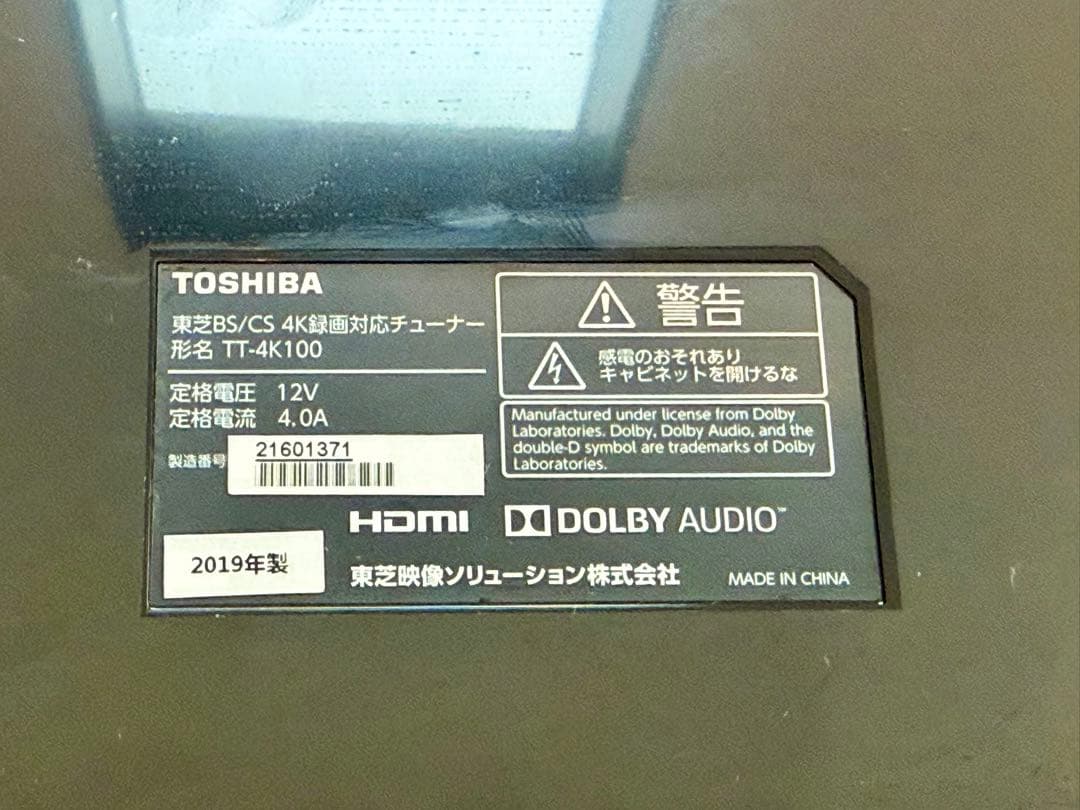 TOSHIBA
東芝BS/CS 4K録画対応チューナー
形名 TT-4K100
定格電圧 12V
定格電流 4.0A
製造番号 21601371
2019年製
警告
感電のおそれあり
キャビネットを開けるな
Manufactured under license from Dolby
Laboratories. Dolby, Dolby Audio, and the
double-D symbol are trademarks of Dolby
Laboratories.
HDMI DOLBY AUDIO™
東芝映像ソリューション株式会社 MADE IN CHINA